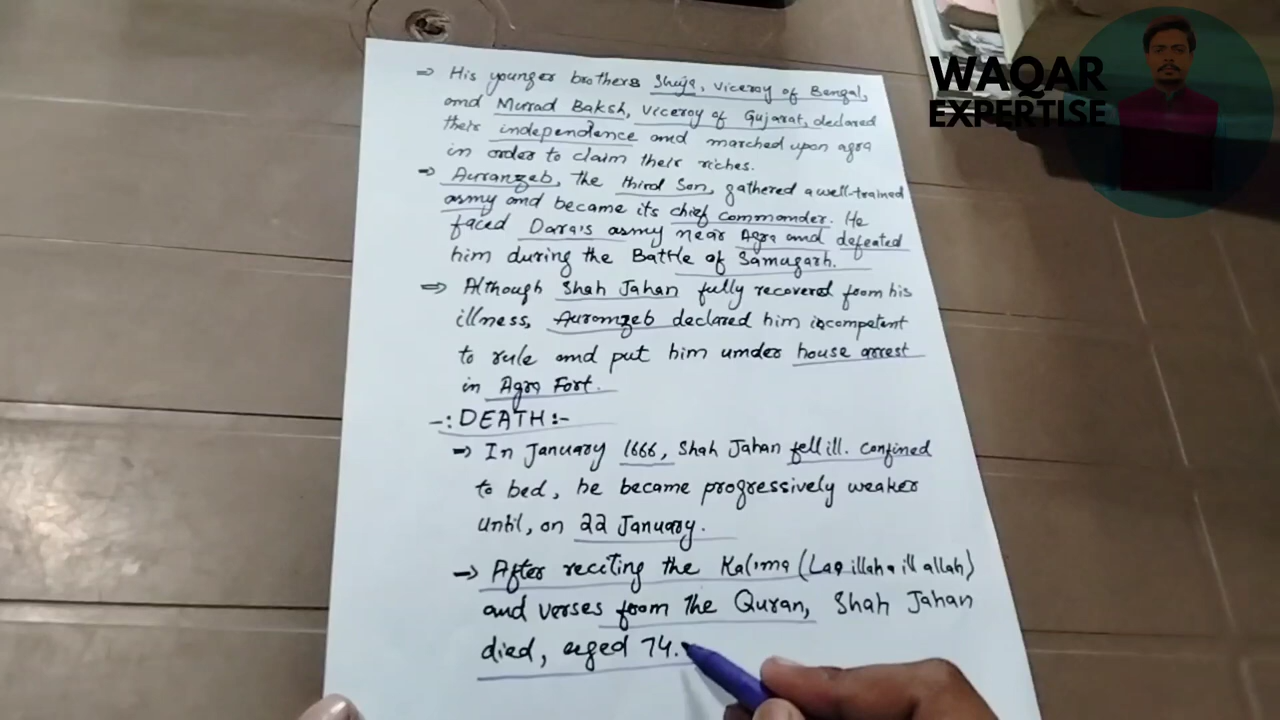 ⇒ His younger brothers Shuja, viceroy of Bengal,
and Murad Baksh, viceroy of Gujarat, declared
their independence and marched upon agra
in order to claim their riches.
→ Auranzeb, the third Son, gathered a well-trained
army and became its chief commander. He
faced Dara's army near Agra and defeated
him during the Battle of Samugarh.
⇒ Although Shah Jahan fully recovered from his
illness, Auranzeb declared him incompetent
to rule and put him under house arrest
in Agra Fort.
-: DEATH :-
→ In January 1666, Shah Jahan fell ill. confined
to bed, he became progressively weaker
until, on 22 January.
→ After reciting the Kalima (Laa illaha ill allah)
and verses from the Quran, Shah Jahan
died, aged 74.
WAQAR
EXPERTISE